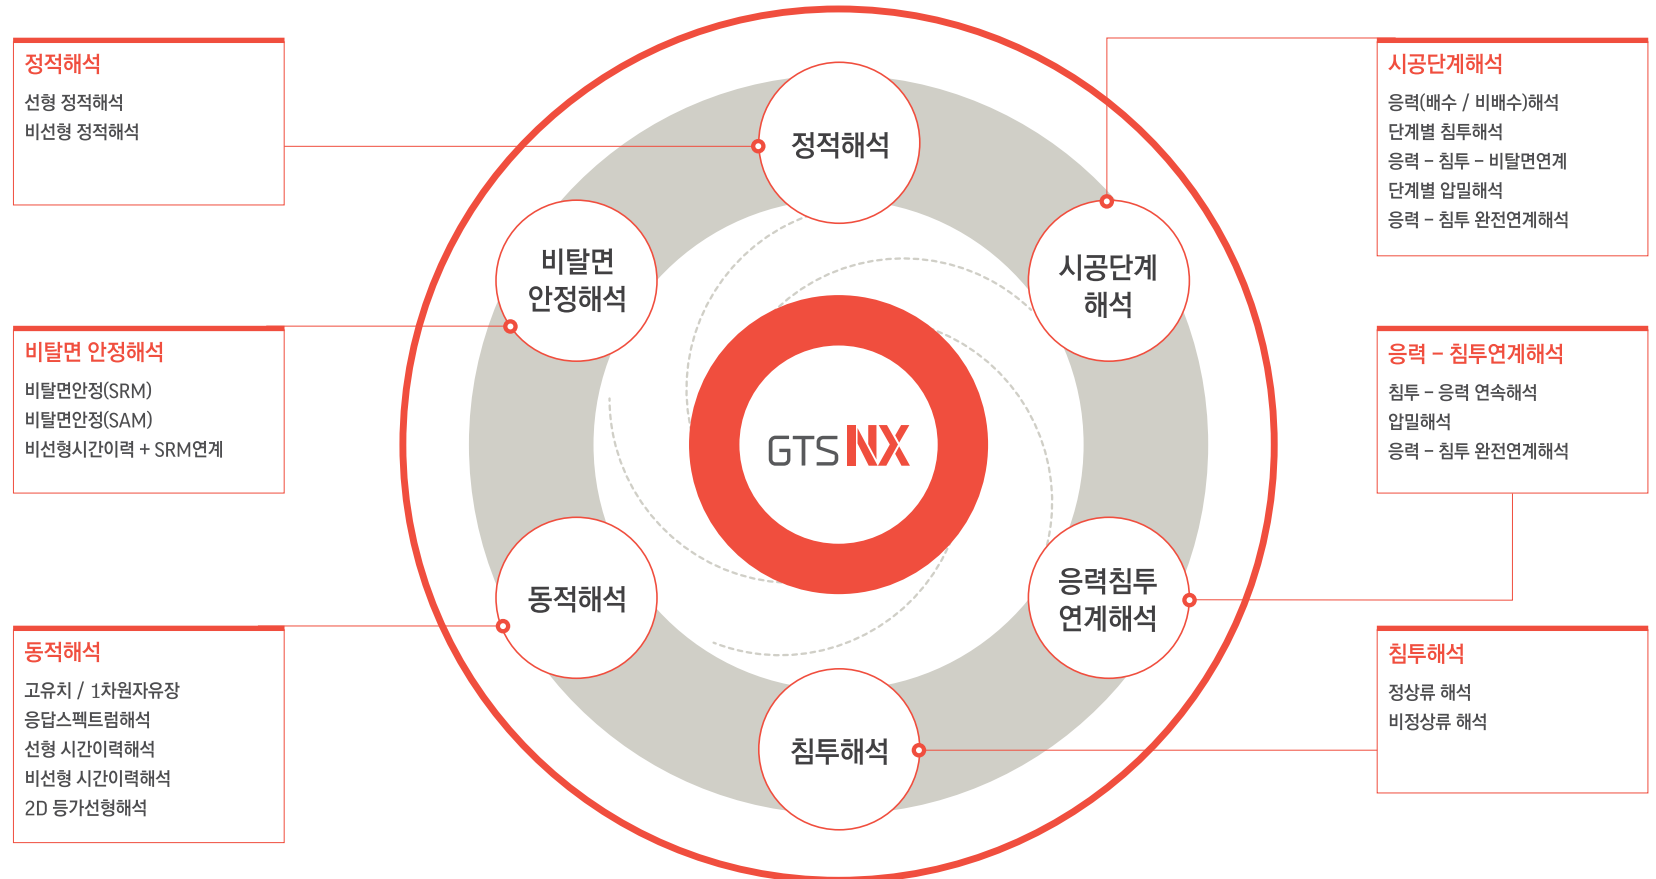 정적해석
선형 정적해석
비선형 정적해석
비탈면 안정해석
비탈면안정(SRM)
비탈면안정(SAM)
비선형시간이력 + SRM연계
동적해석
고유치 / 1차원자유장
응답스펙트럼해석
선형 시간이력해석
비선형 시간이력해석
2D 등가선형해석
정적해석
비탈면
안정해석
시공단계
해석
GTS NX
동적해석
응력침투
연계해석
침투해석
시공단계해석
응력(배수 / 비배수)해석
단계별 침투해석
응력 – 침투 – 비탈면연계
단계별 압밀해석
응력 – 침투 완전연계해석
응력 – 침투연계해석
침투 – 응력 연속해석
압밀해석
응력 – 침투 완전연계해석
침투해석
정상류 해석
비정상류 해석